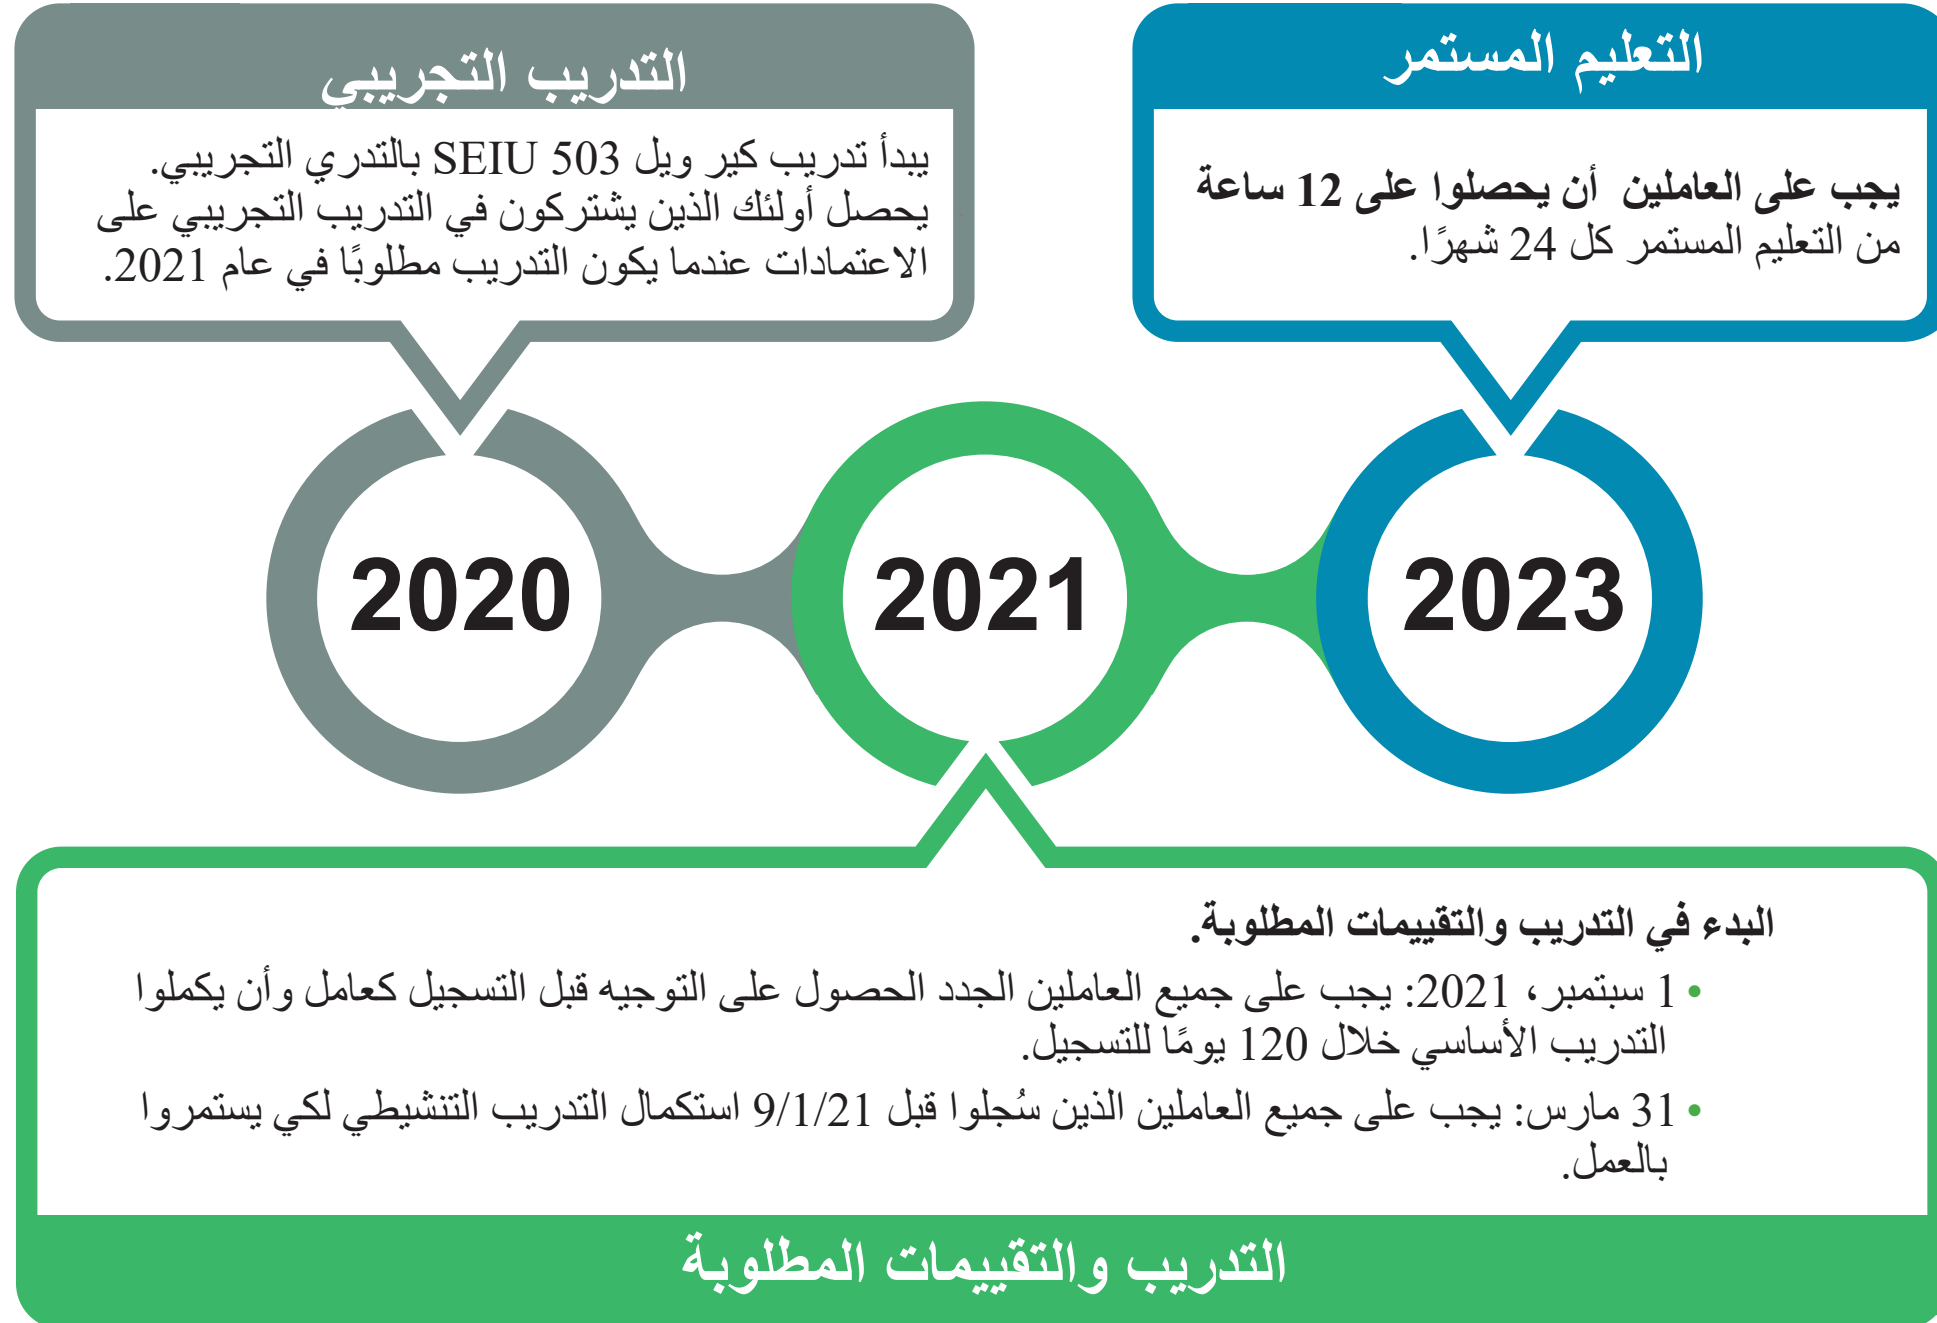 التدريب التجريبي
يبدأ تدريب كير ويل SEIU 503 بالتدري التجريبي.
يحصل أولئك الذين يشتركون في التدريب التجريبي على
الاعتمادات عندما يكون التدريب مطلوبًا في عام 2021.
التعليم المستمر
يجب على العاملين أن يحصلوا على 12 ساعة
من التعليم المستمر كل 24 شهرًا.
2020
2021
2023
البدء في التدريب والتقييمات المطلوبة.
• 1 سبتمبر، 2021: يجب على جميع العاملين الجدد الحصول على التوجيه قبل التسجيل كعامل وأن يكملوا
التدريب الأساسي خلال 120 يومًا للتسجيل.
• 31 مارس: يجب على جميع العاملين الذين سُجلوا قبل 9/1/21 استكمال التدريب التنشيطي لكي يستمروا
بالعمل.
التدريب والتقييمات المطلوبة